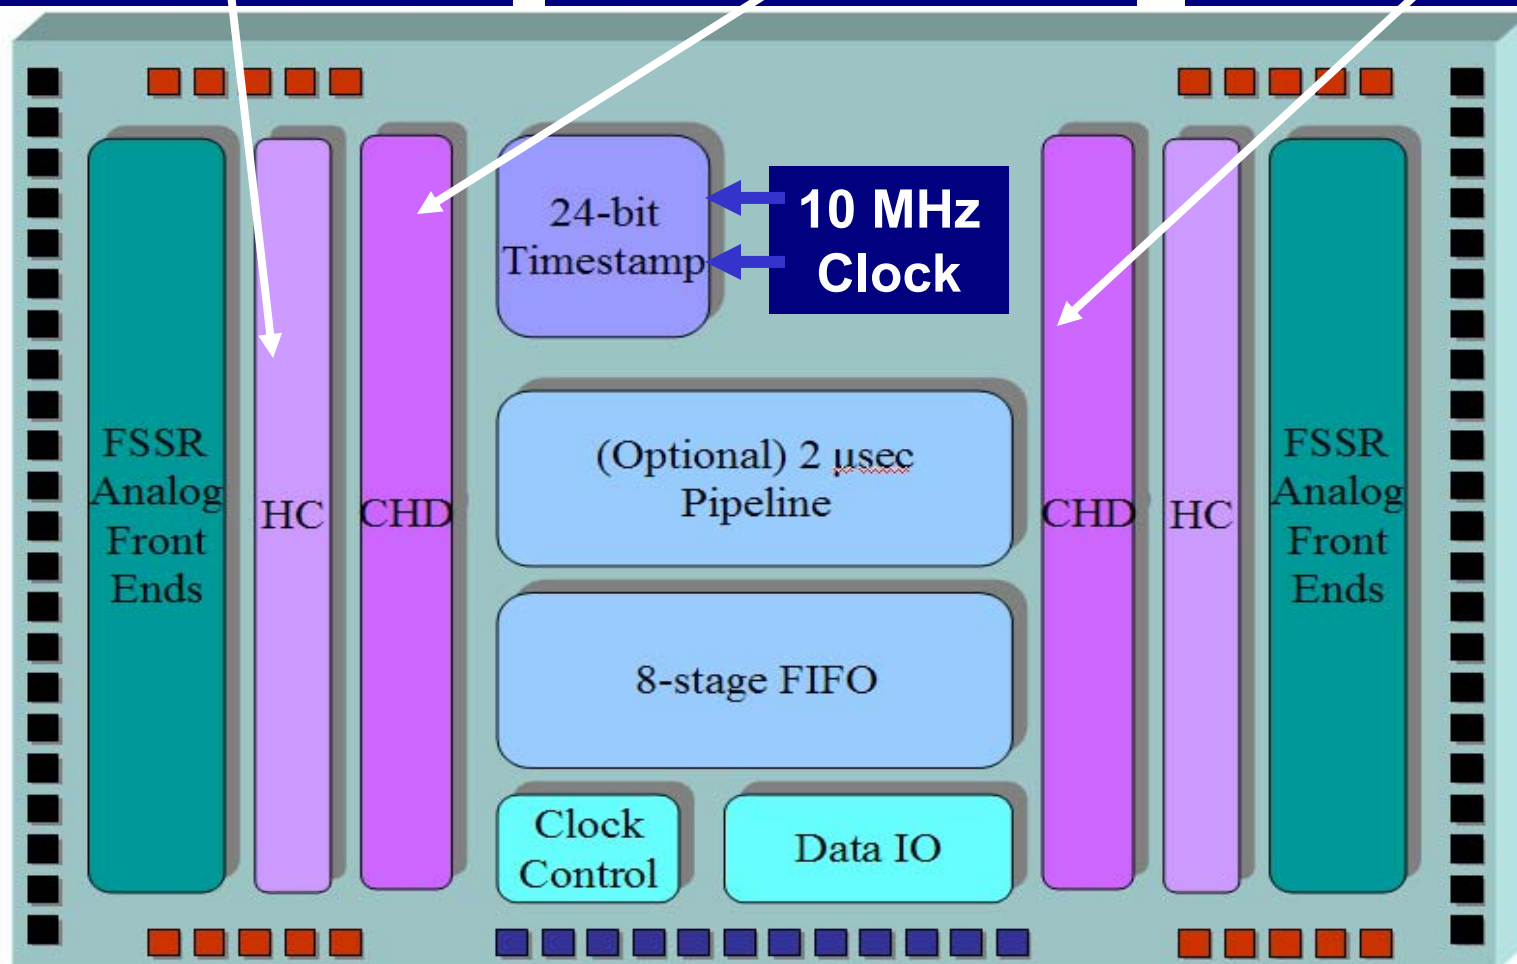 24-bit
Timestamp
10 MHz
Clock
FSSR
Analog
Front
Ends
HC
CHD
(Optional) 2 µsec
Pipeline
CHD
HC
FSSR
Analog
Front
Ends
8-stage FIFO
Clock
Control
Data IO